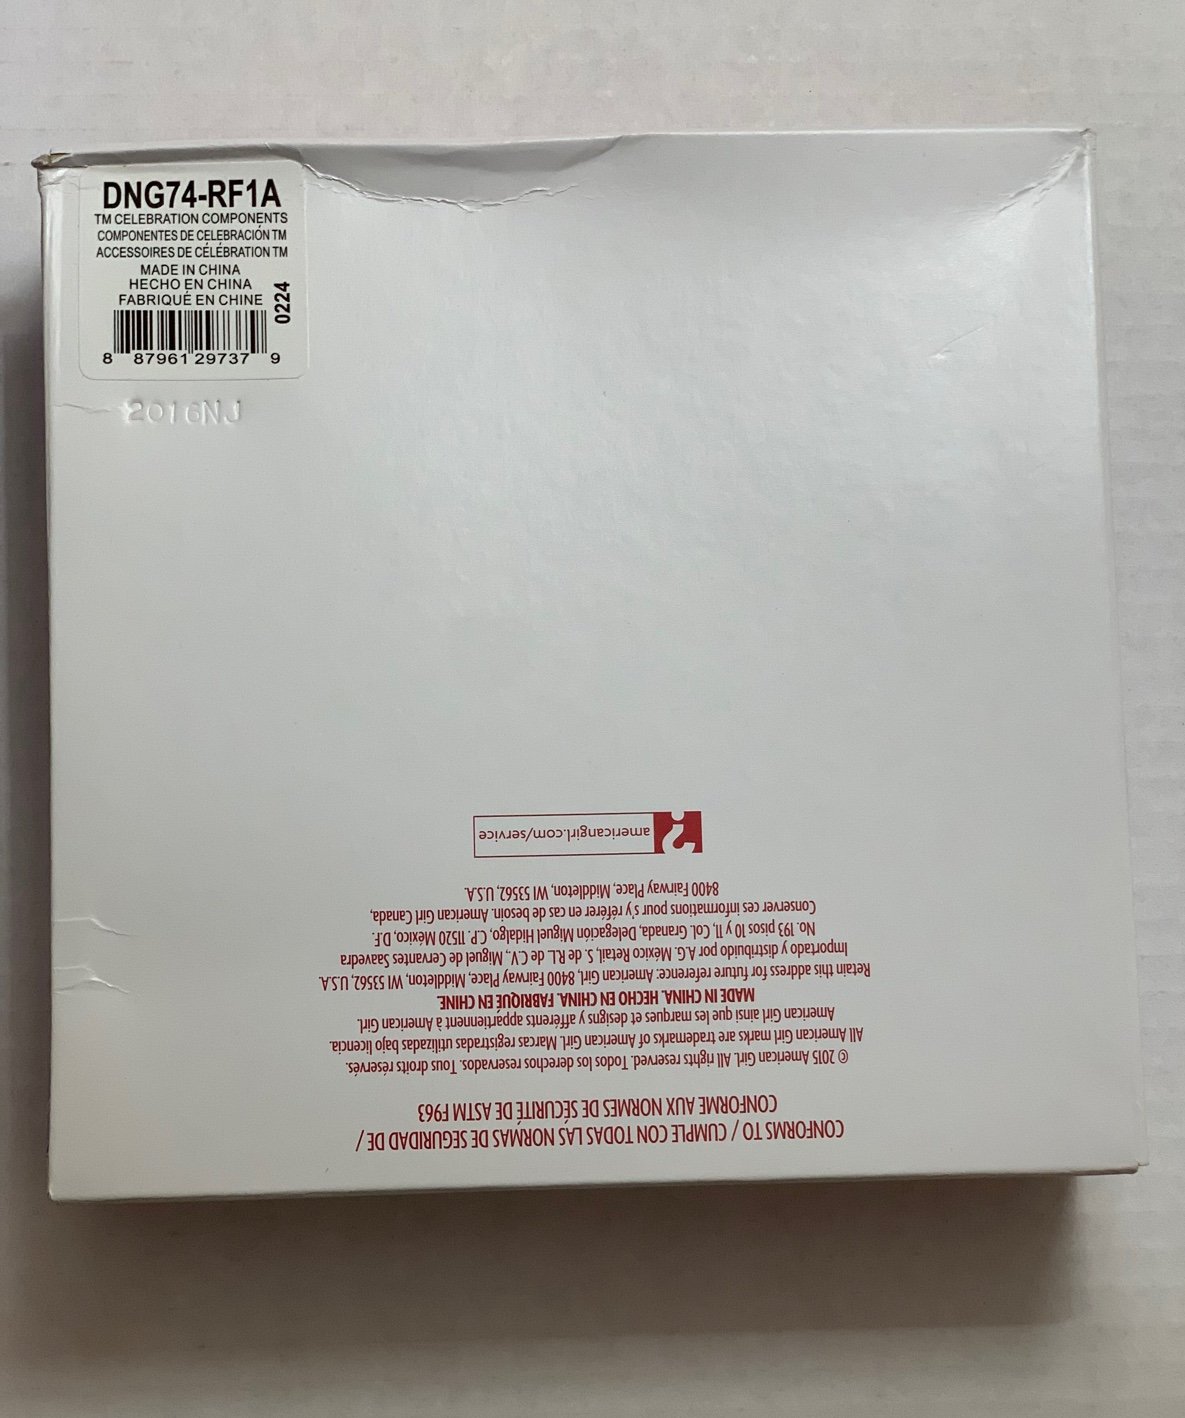 DNG74-RF1A
TM CELEBRATION COMPONENTS
COMPONENTES DE CELEBRACIÓN TM
ACCESSOIRES DE CÉLÉBRATION TM
MADE IN CHINA
HECHO EN CHINA
FABRIQUÉ EN CHINE
0224
8 87961 29737 9
2016NJ
CONFORMS TO / CUMPLE CON TODAS LAS NORMAS DE SEGURIDAD DE /
CONFORME AUX NORMES DE SÉCURITÉ DE ASTM F963
© 2015 American Girl. All rights reserved. Todos los derechos reservados. Tous droits réservés.
All American Girl marks are trademarks of American Girl. Marcas registradas utilizadas bajo licencia.
American Girl ainsi que les marques et designs y afférents appartiennent à American Girl.
MADE IN CHINA. HECHO EN CHINA. FABRIQUÉ EN CHINE.
Retain this address for future reference: American Girl, 8400 Fairway Place, Middleton, WI 53562, U.S.A.
Importado y distribuido por A.G. México Retail, S. de R.L. de C.V., Miguel de Cervantes Saavedra
No. 193 pisos 10 y 11, Col. Granada, Delegación Miguel Hidalgo, C.P. 11520 México, D.F.
Conserver ces informations pour s'y référer en cas de besoin. American Girl Canada,
8400 Fairway Place, Middleton, WI 53562, U.S.A.
? americangirl.com/service